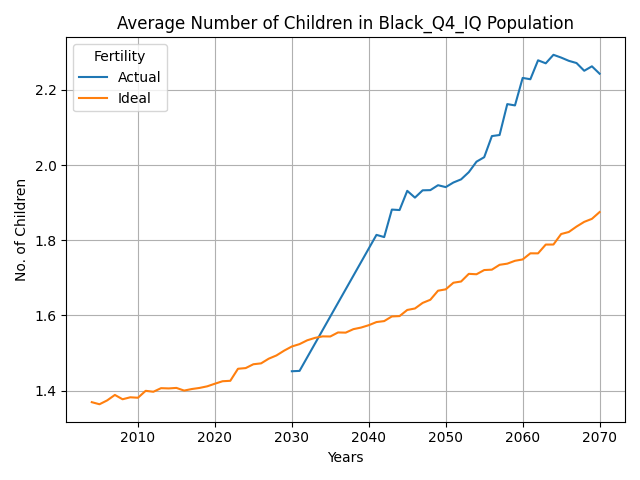 Average Number of Children in Black_Q4_IQ Population
Fertility
Actual
Ideal
No. of Children
2.2
2.0
1.8
1.6
1.4
2010 2020 2030 2040 2050 2060 2070
Years